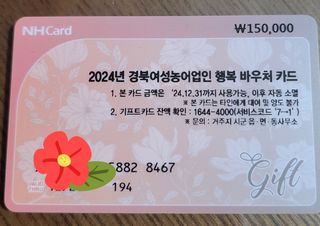 NHCard ₩150,000
2024년 경북여성농어업인 행복 바우처 카드
1. 본 카드 금액은 '24.12.31까지 사용가능, 이후 자동 소멸
※ 본 카드는 타인에게 대여 및 양도 불가
2. 기프트카드 잔액 확인 : 1644-4000(서비스코드 '7→1')
※ 문의 : 거주지 시군 읍·면·동사무소
5882 8467
194
Gift